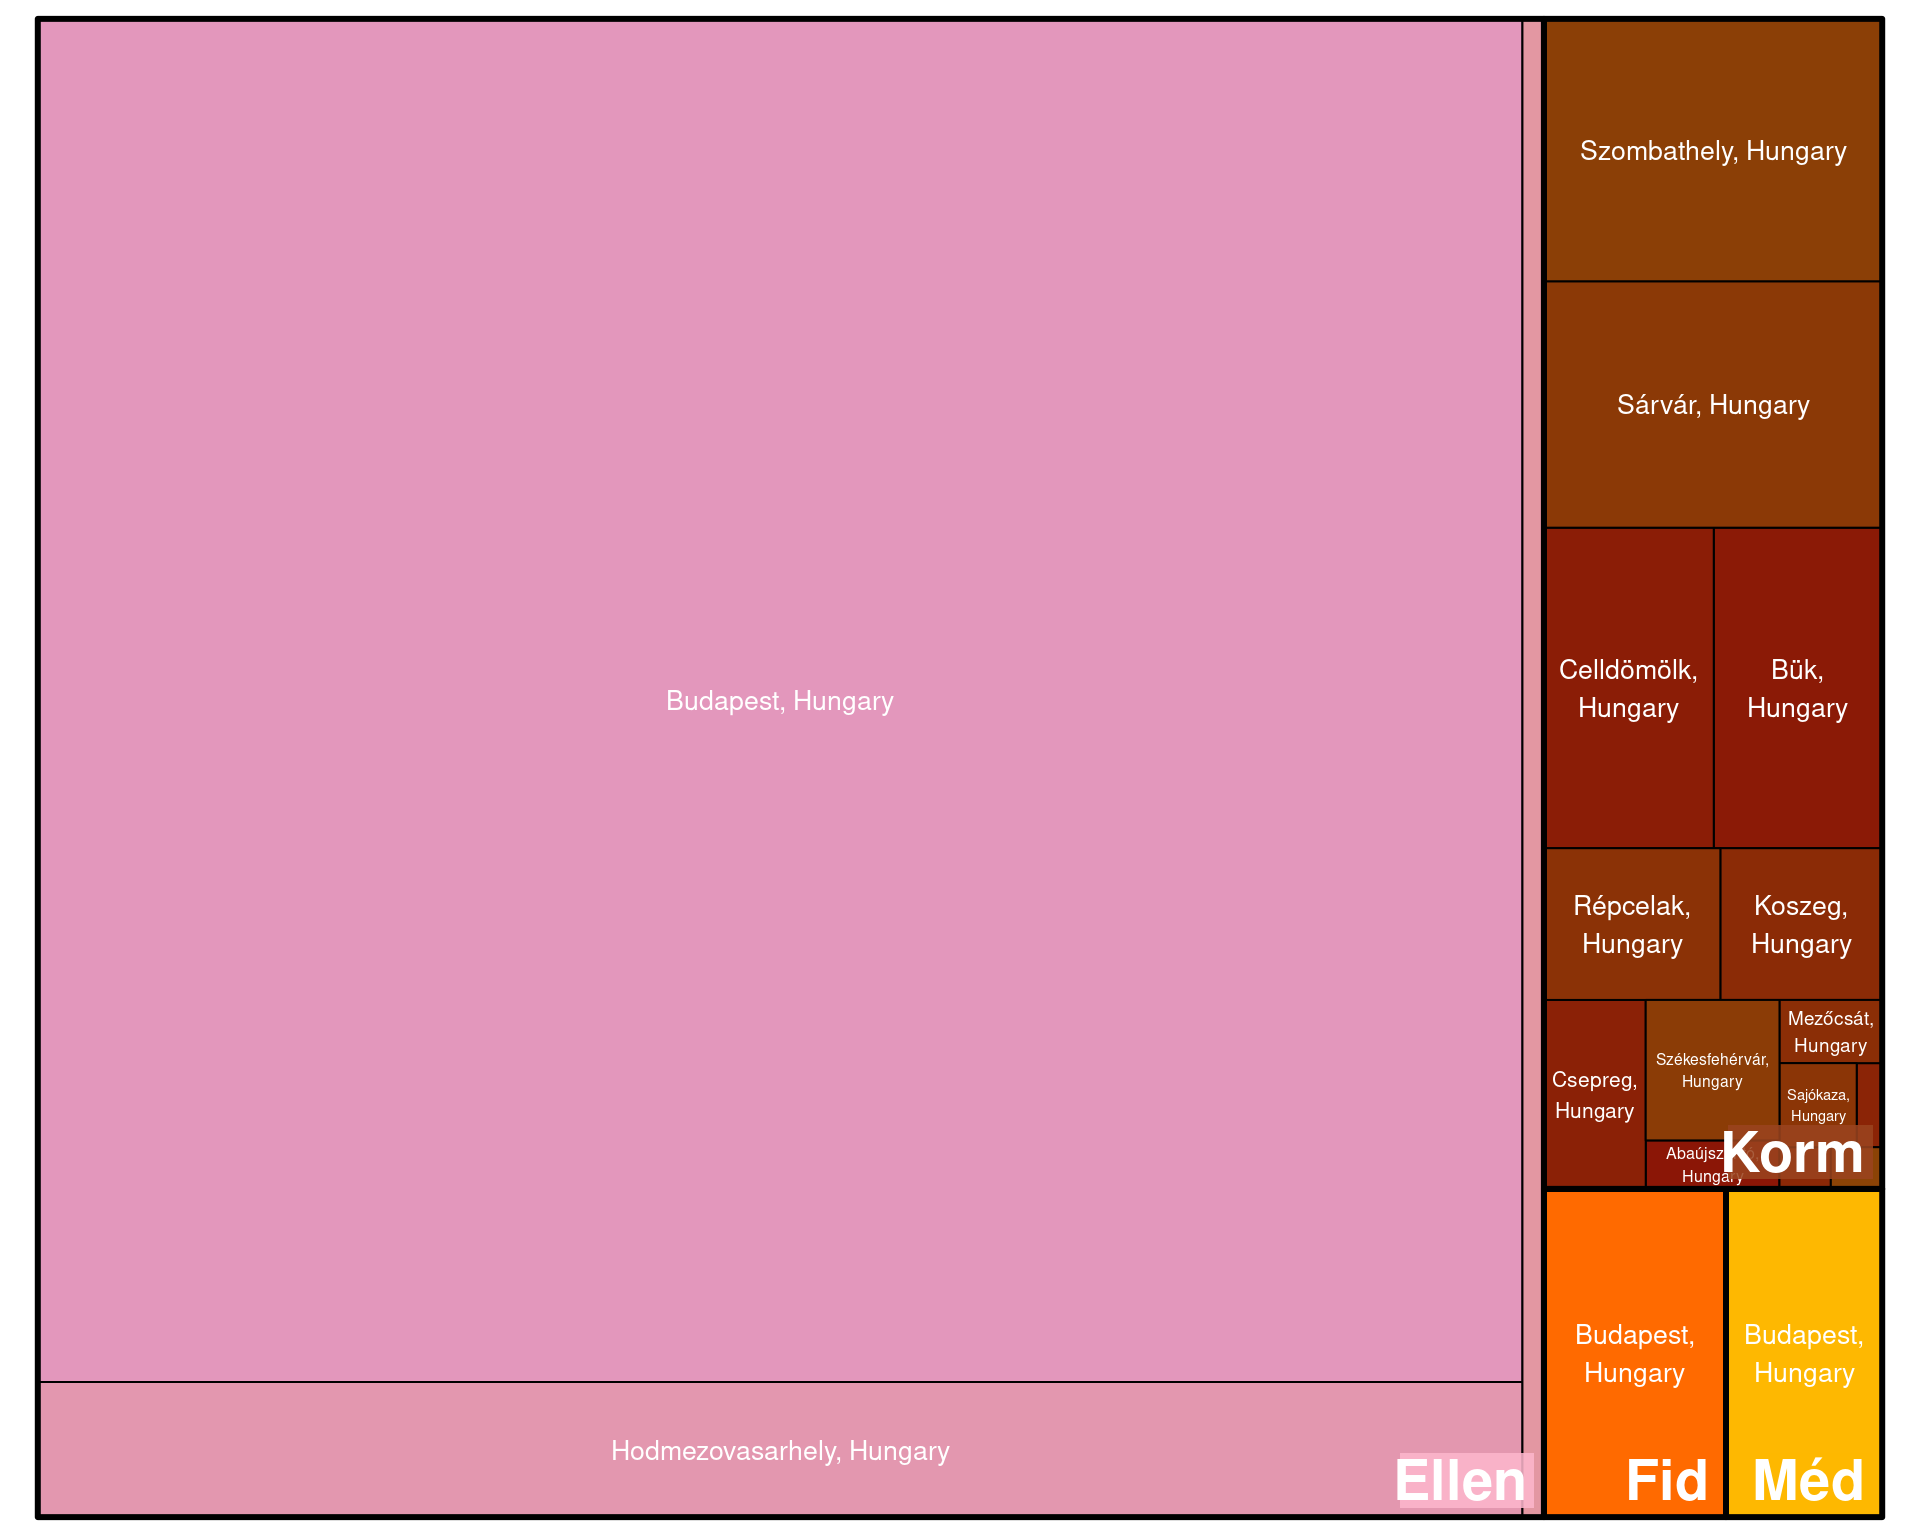 Budapest, Hungary
Hodmezovasarhely, Hungary
Ellen
Szombathely, Hungary
Sárvár, Hungary
Celldömölk,
Hungary
Bük,
Hungary
Répcelak,
Hungary
Koszeg,
Hungary
Csepreg,
Hungary
Székesfehérvár,
Hungary
Mezőcsát,
Hungary
Sajókaza,
Hungary
Hungary
Korm
Budapest,
Hungary
Fid
Budapest,
Hungary
Méd